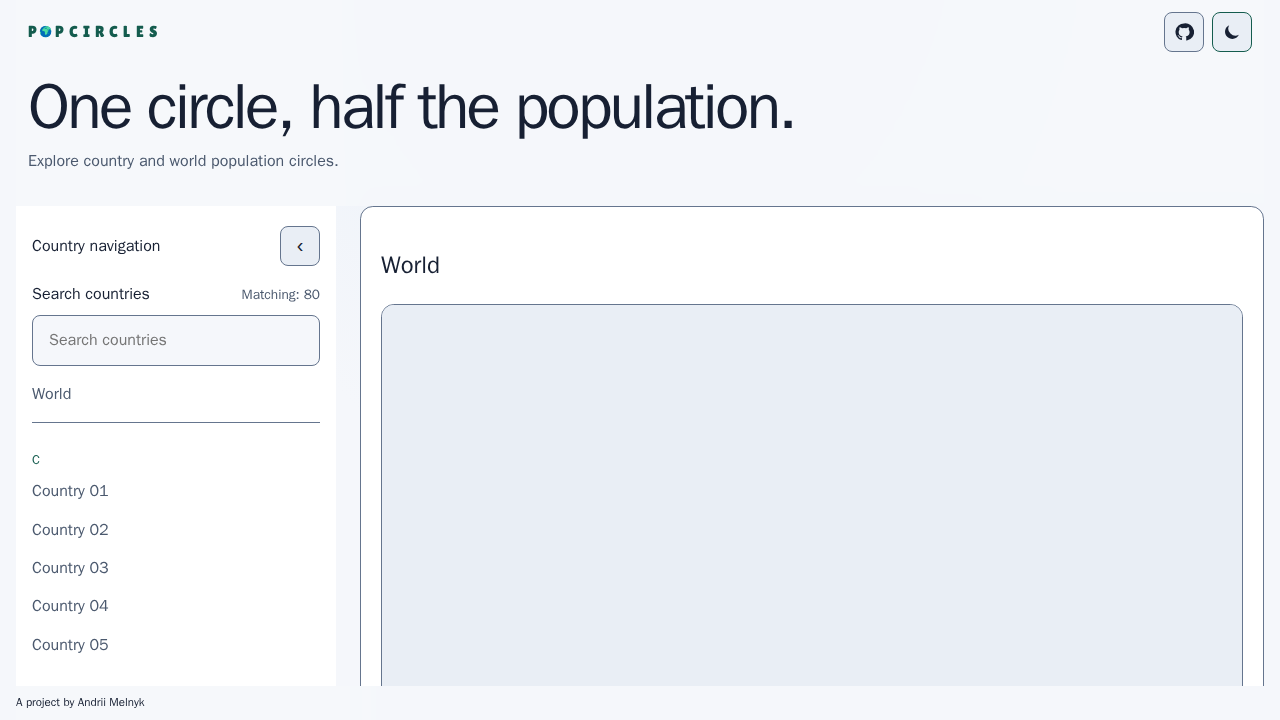 POPCIRCLES
One circle, half the population.
Explore country and world population circles.
Country navigation
Search countries
Matching: 80
Search countries
World
C
Country 01
Country 02
Country 03
Country 04
Country 05
World
A project by Andrii Melnyk